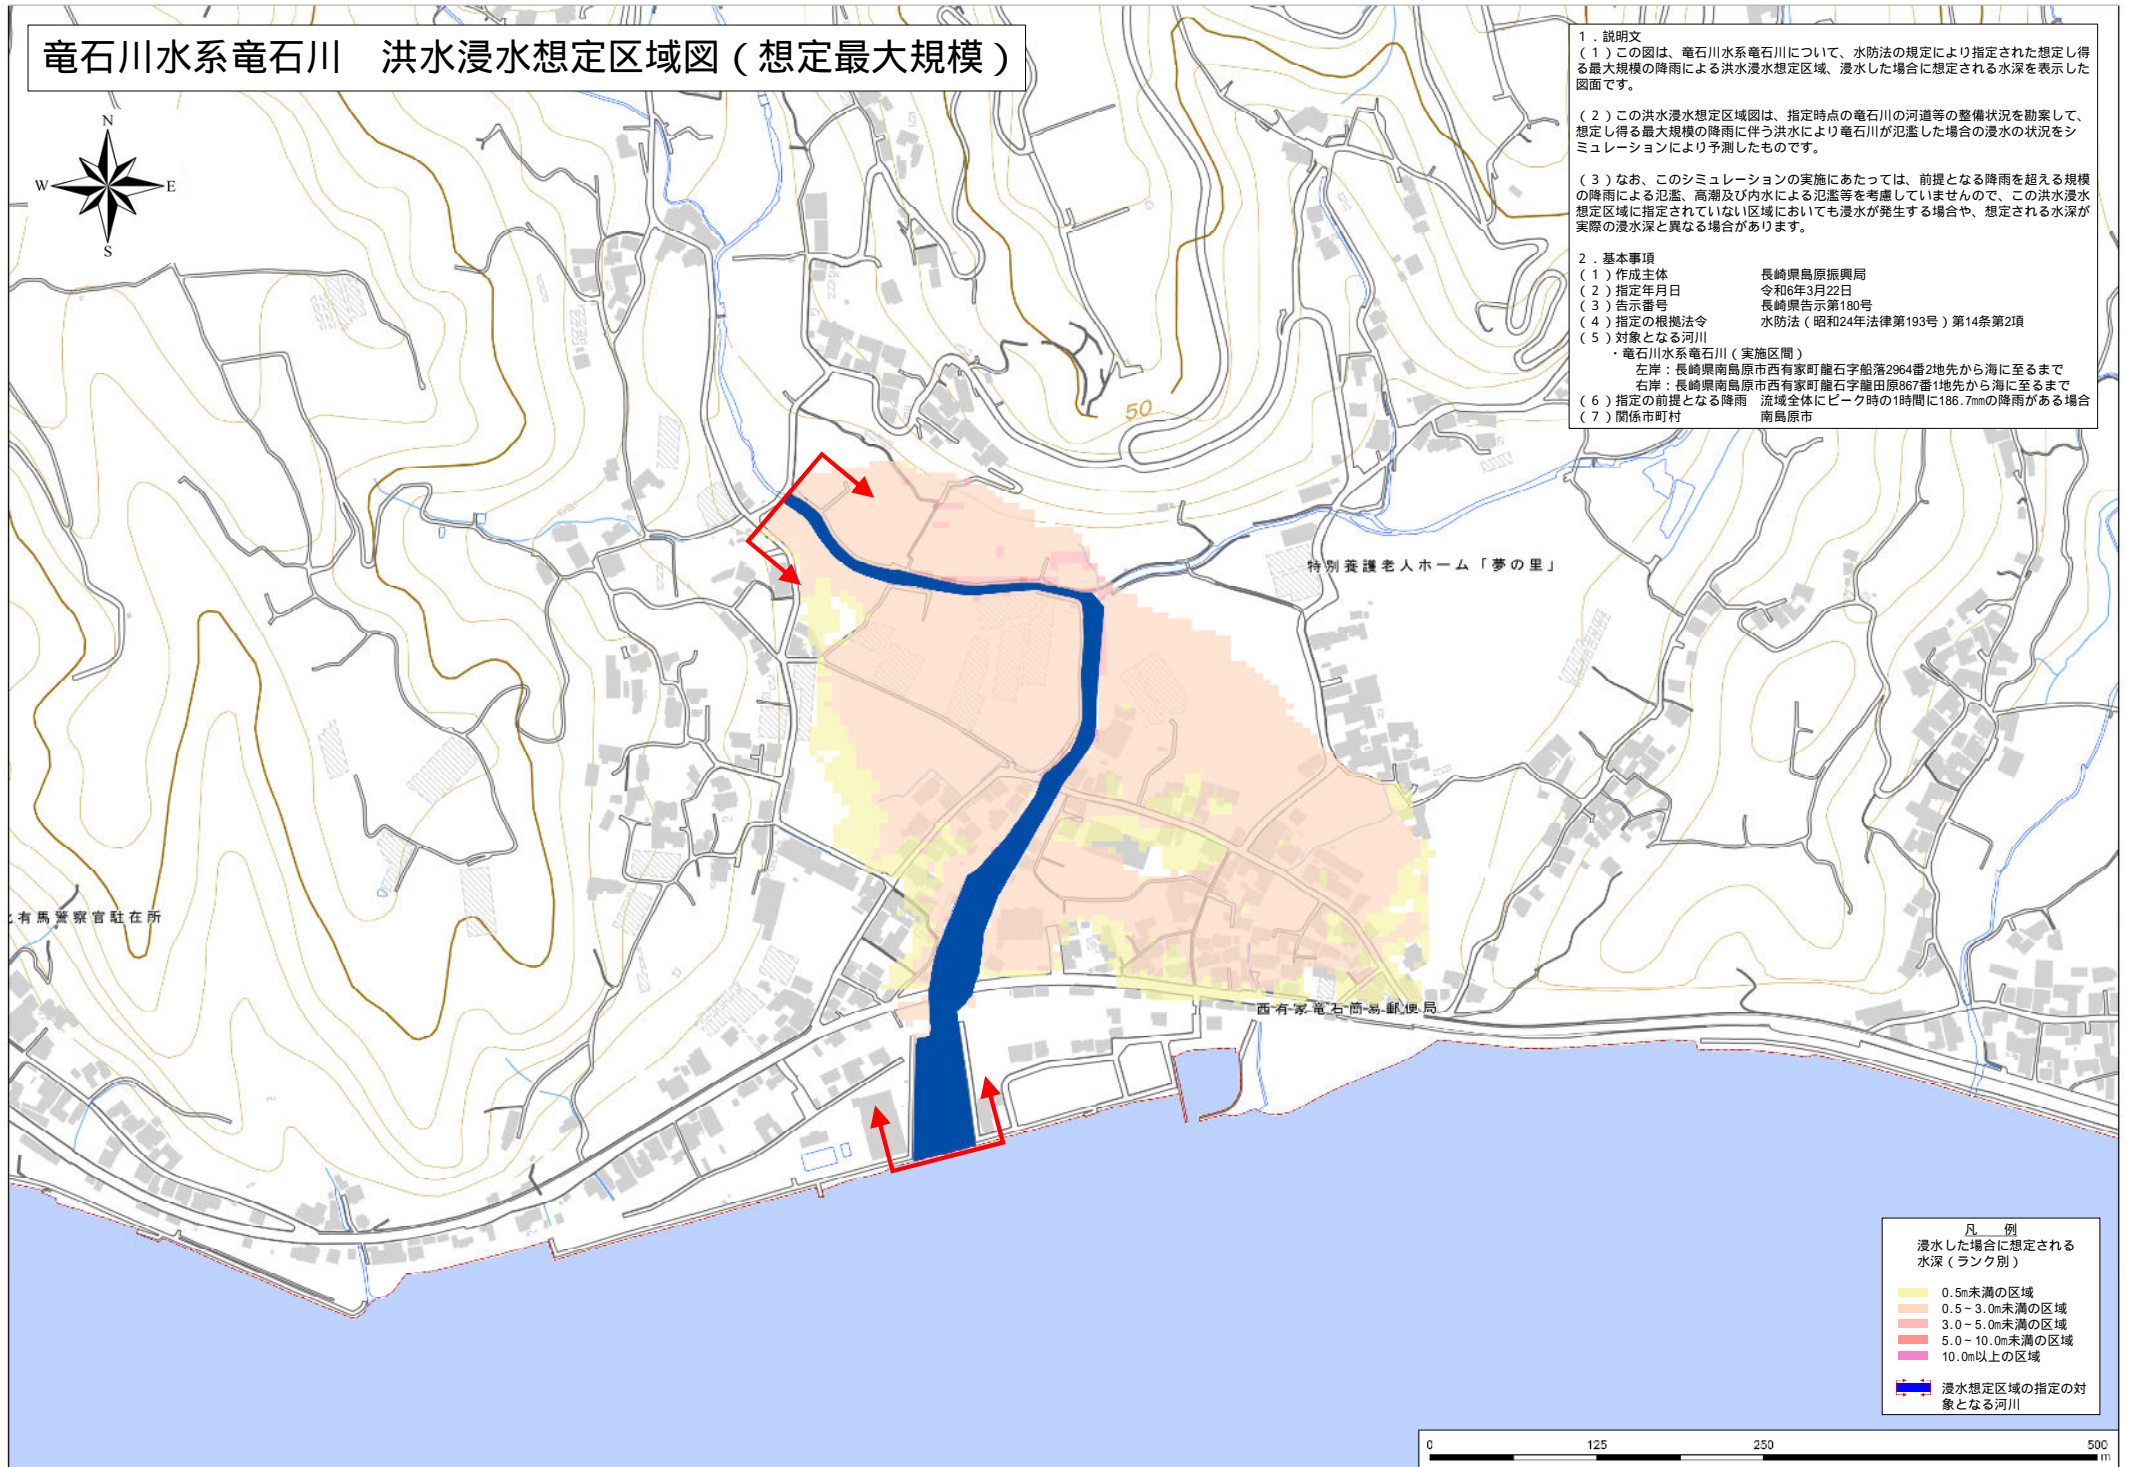 竜石川水系竜石川　洪水浸水想定区域図（想定最大規模）
N
W
E
S
1．説明文
（1）この図は、竜石川水系竜石川について、水防法の規定により指定された想定し得
る最大規模の降雨による洪水浸水想定区域、浸水した場合に想定される水深を表示した
図面です。
（2）この洪水浸水想定区域図は、指定時点の竜石川の河道等の整備状況を勘案して、
想定し得る最大規模の降雨に伴う洪水により竜石川が氾濫した場合の浸水の状況をシ
ミュレーションにより予測したものです。
（3）なお、このシミュレーションの実施にあたっては、前提となる降雨を超える規模
の降雨による氾濫、高潮及び内水による氾濫等を考慮していませんので、この洪水浸水
想定区域に指定されていない区域においても浸水が発生する場合や、想定される水深が
実際の浸水深と異なる場合があります。
2．基本事項
（1）作成主体　長崎県島原振興局
（2）指定年月日　令和6年3月22日
（3）告示番号　長崎県告示第180号
（4）指定の根拠法令　水防法（昭和24年法律第193号）第14条第2項
（5）対象となる河川
・竜石川水系竜石川（実施区間）
左岸：長崎県南島原市西有家町龍石字船落2964番2地先から海に至るまで
右岸：長崎県南島原市西有家町龍石字龍田原867番1地先から海に至るまで
（6）指定の前提となる降雨　流域全体にピーク時の1時間に186.7mmの降雨がある場合
（7）関係市町村　南島原市
50
特別養護老人ホーム「夢の里」
有馬警察官駐在所
西有家竜石簡易郵便局
凡　例
浸水した場合に想定される
水深（ランク別）
0.5m未満の区域
0.5~3.0m未満の区域
3.0~5.0m未満の区域
5.0~10.0m未満の区域
10.0m以上の区域
浸水想定区域の指定の対
象となる河川
0 125 250 500
m